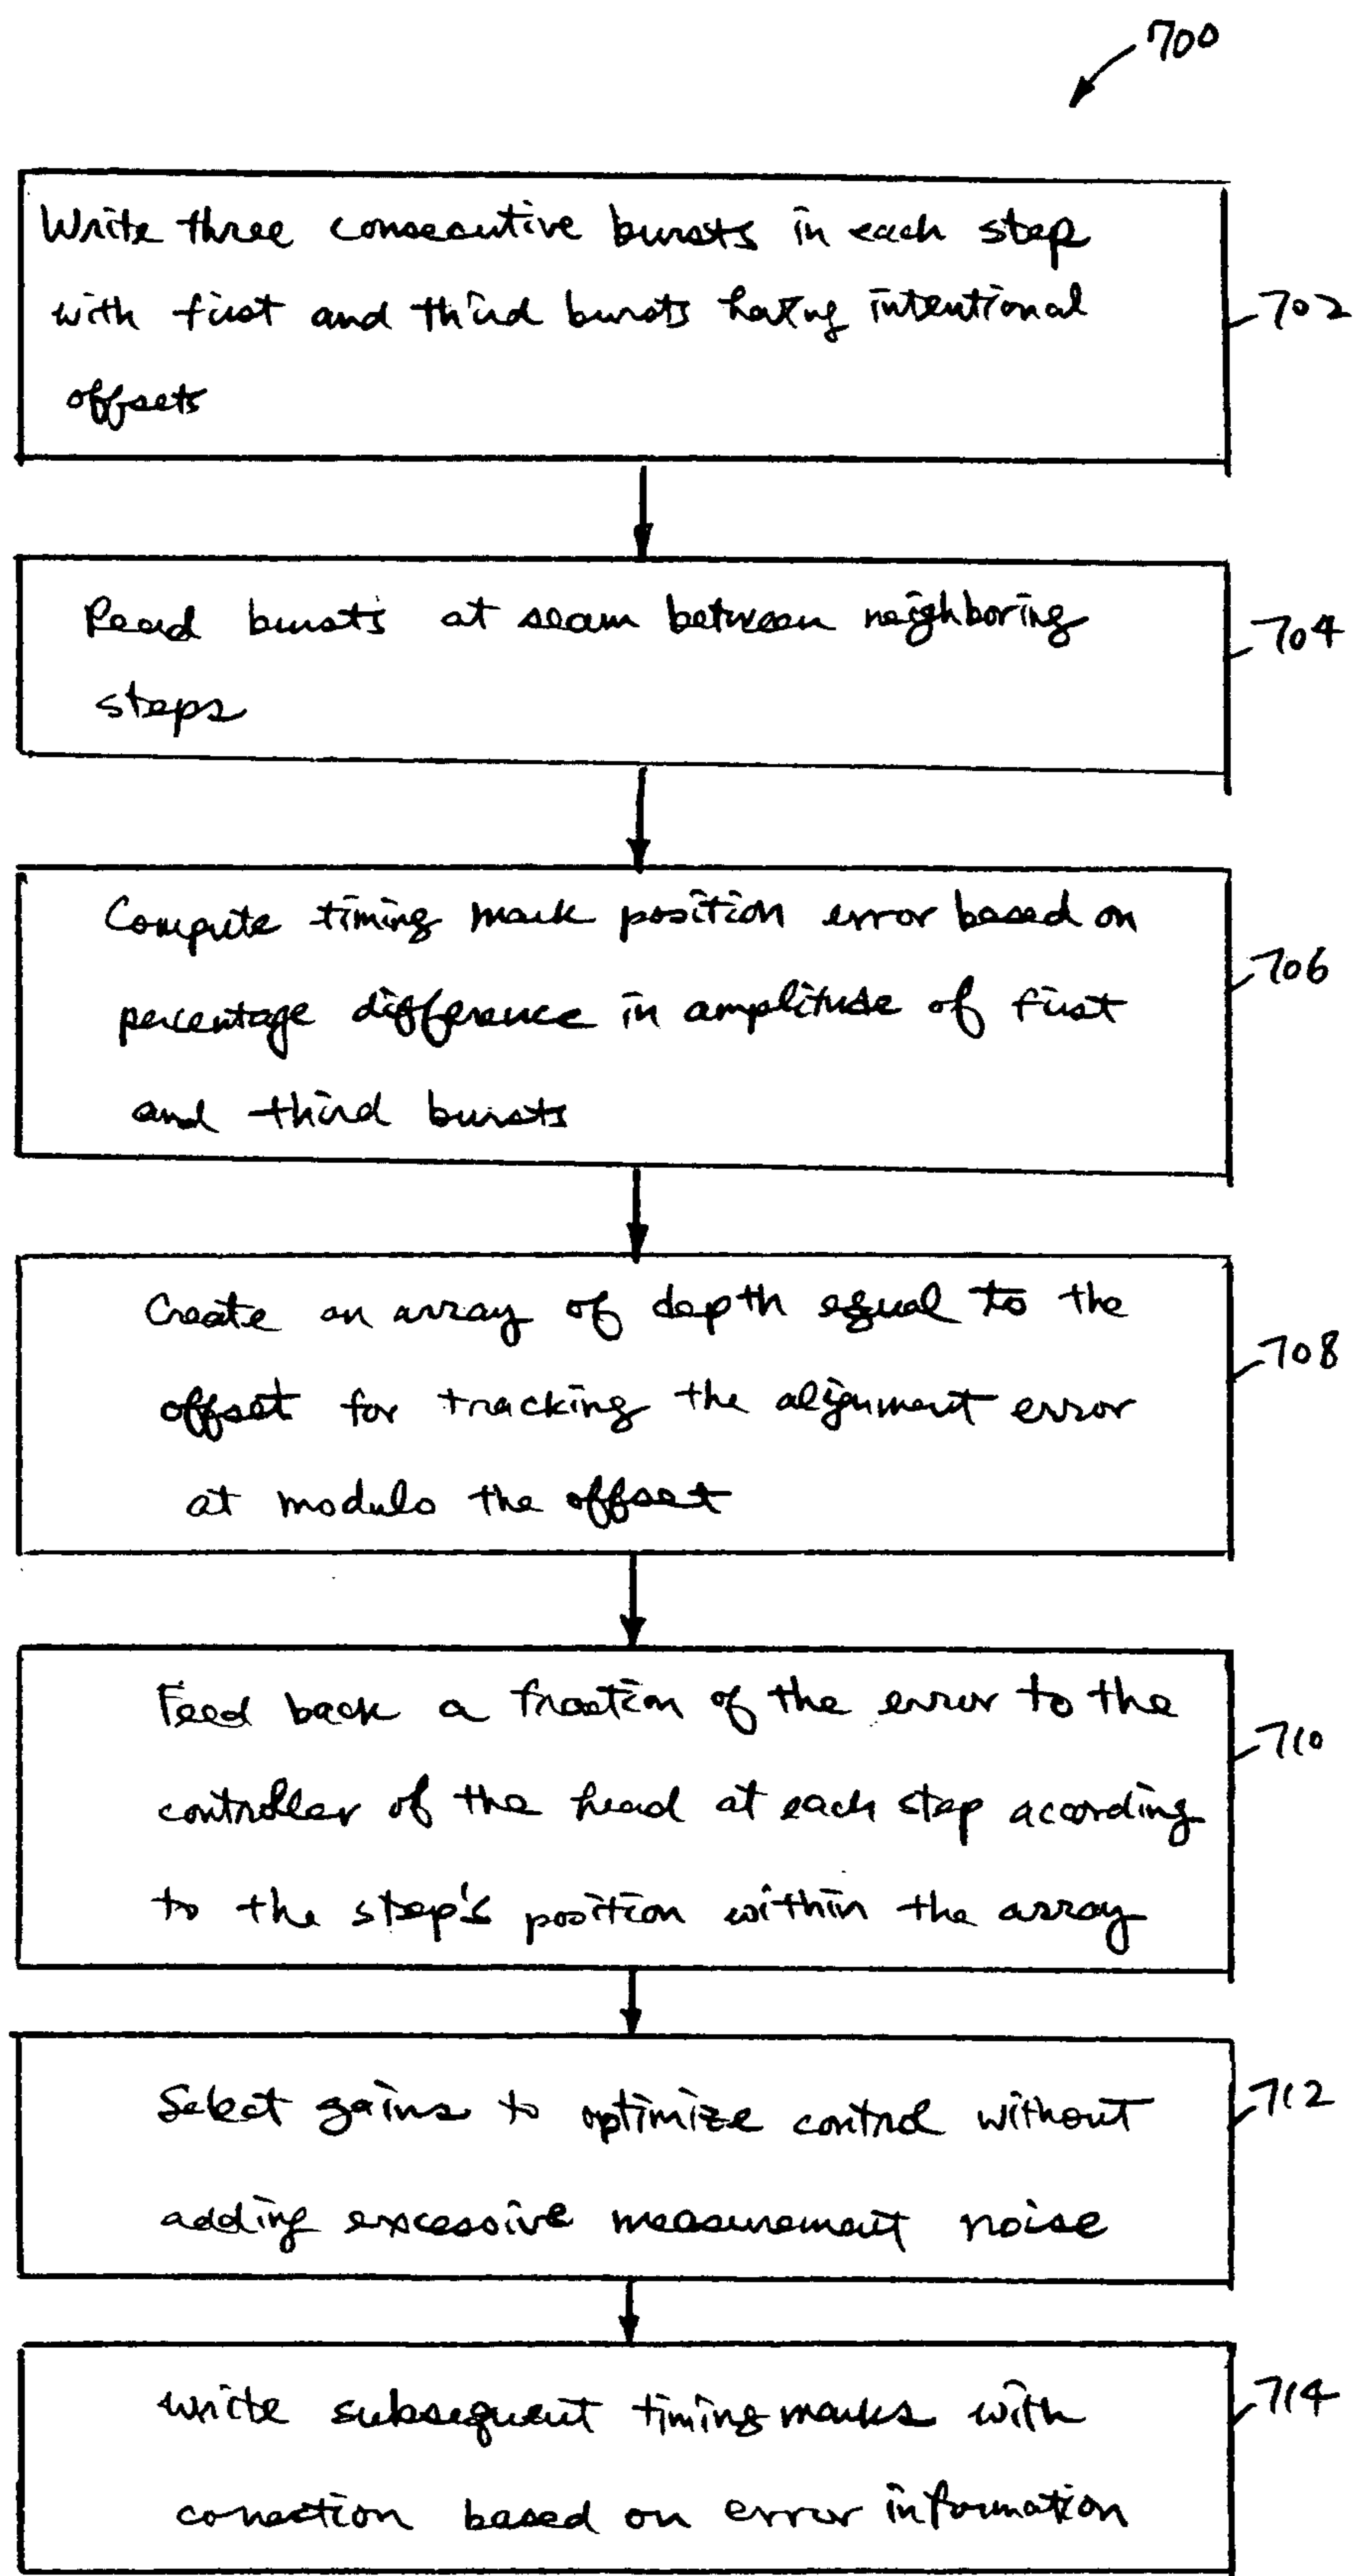 700
Write three consecutive bursts in each step
with first and third bursts having intentional
offsets
702
Read bursts at seam between neighboring
steps
704
Compute timing mark position error based on
percentage difference in amplitude of first
and third bursts
706
Create an array of depth equal to the
offset for tracking the alignment error
at modulo the offset
708
Feed back a fraction of the error to the
controller of the head at each step acording
to the step's position within the array
710
Select gains to optimize control without
adding excessive measurement noise
712
write subsequent timing marks with
correction based on error information
714